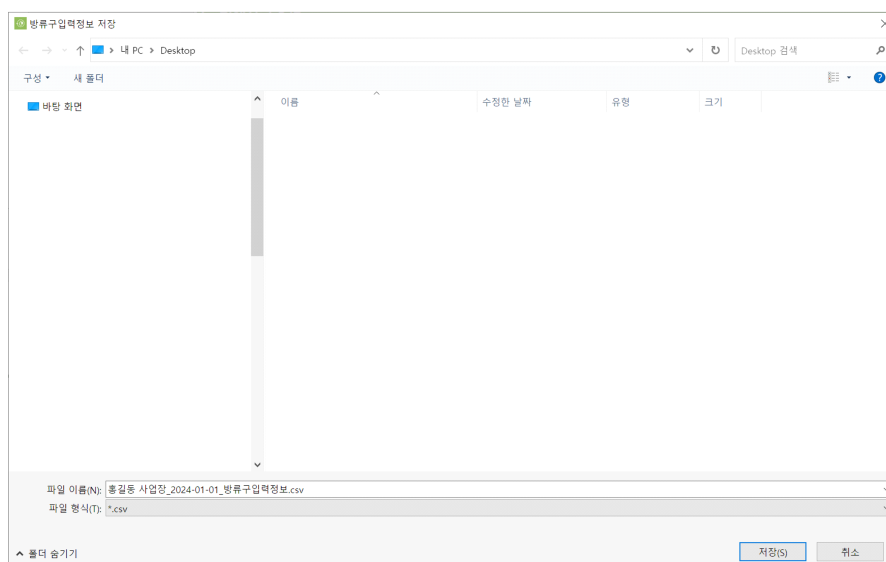 방류구입력정보 저장
내 PC > Desktop
Desktop 검색
구성
새 폴더
바탕 화면
이름
수정한 날짜
유형
크기
파일 이름(N): 홍길동 사업장_2024-01-01_방류구입력정보.csv
파일 형식(T): *.csv
폴더 숨기기
저장(S)
취소